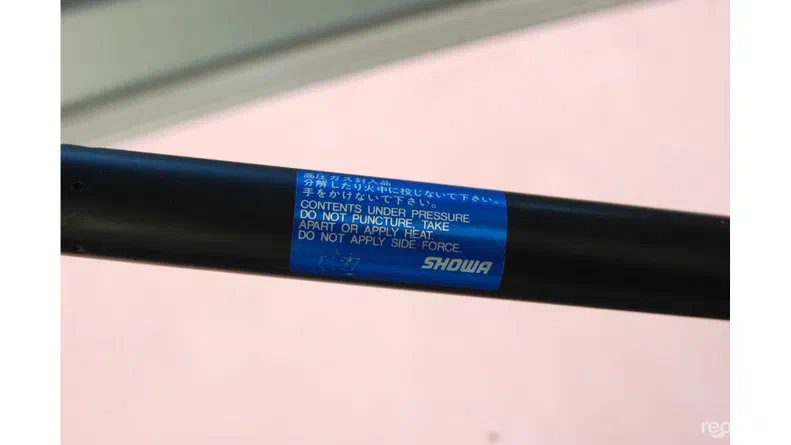 高圧ガス封入品
分解したり火中に投じないで下さい。
手をかけないで下さい。
CONTENTS UNDER PRESSURE
DO NOT PUNCTURE, TAKE
APART OR APPLY HEAT.
DO NOT APPLY SIDE FORCE.
SHOWA
rep